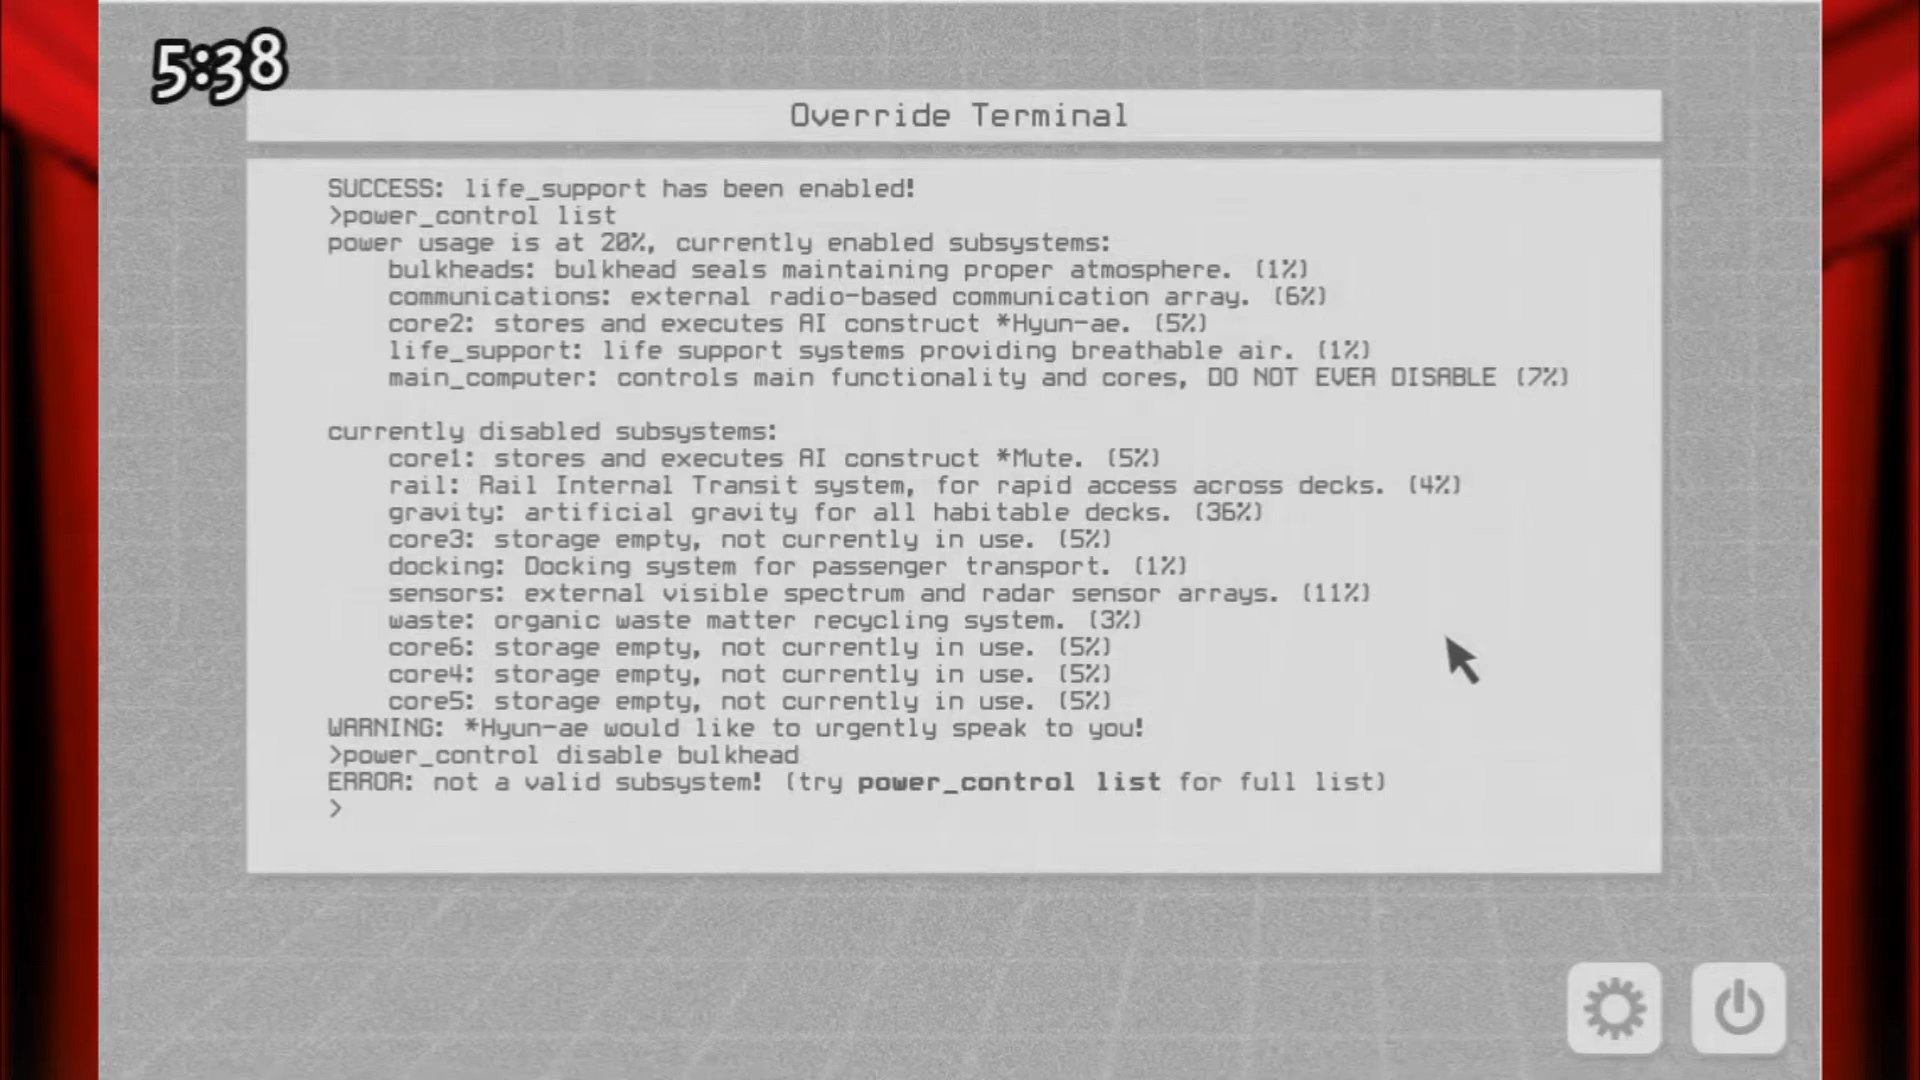 5:38
Override Terminal
SUCCESS: life_support has been enabled!
>power_control list
power usage is at 20%, currently enabled subsystems:
bulkheads: bulkhead seals maintaining proper atmosphere. (1%)
communications: external radio-based communication array. (6%)
core2: stores and executes AI construct *Hyun-ae. (5%)
life_support: life support systems providing breathable air. (1%)
main_computer: controls main functionality and cores, DO NOT EVER DISABLE (7%)
currently disabled subsystems:
core1: stores and executes AI construct *Mute. (5%)
rail: Rail Internal Transit system, for rapid access across decks. (4%)
gravity: artificial gravity for all habitable decks. (36%)
core3: storage empty, not currently in use. (5%)
docking: Docking system for passenger transport. (1%)
sensors: external visible spectrum and radar sensor arrays. (11%)
waste: organic waste matter recycling system. (3%)
core6: storage empty, not currently in use. (5%)
core4: storage empty, not currently in use. (5%)
core5: storage empty, not currently in use. (5%)
WARNING: *Hyun-ae would like to urgently speak to you!
>power_control disable bulkhead
ERROR: not a valid subsystem! (try power_control list for full list)
>